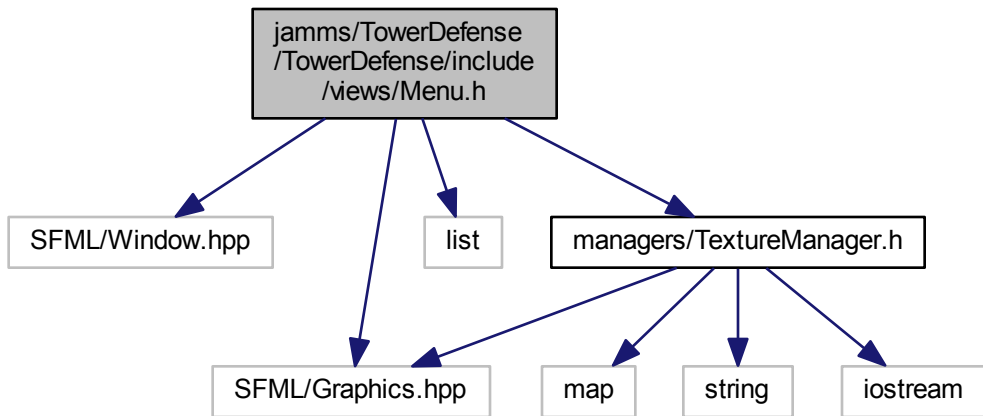 jamms/TowerDefense
/TowerDefense/include
/views/Menu.h
SFML/Window.hpp
list
managers/TextureManager.h
SFML/Graphics.hpp
map
string
iostream